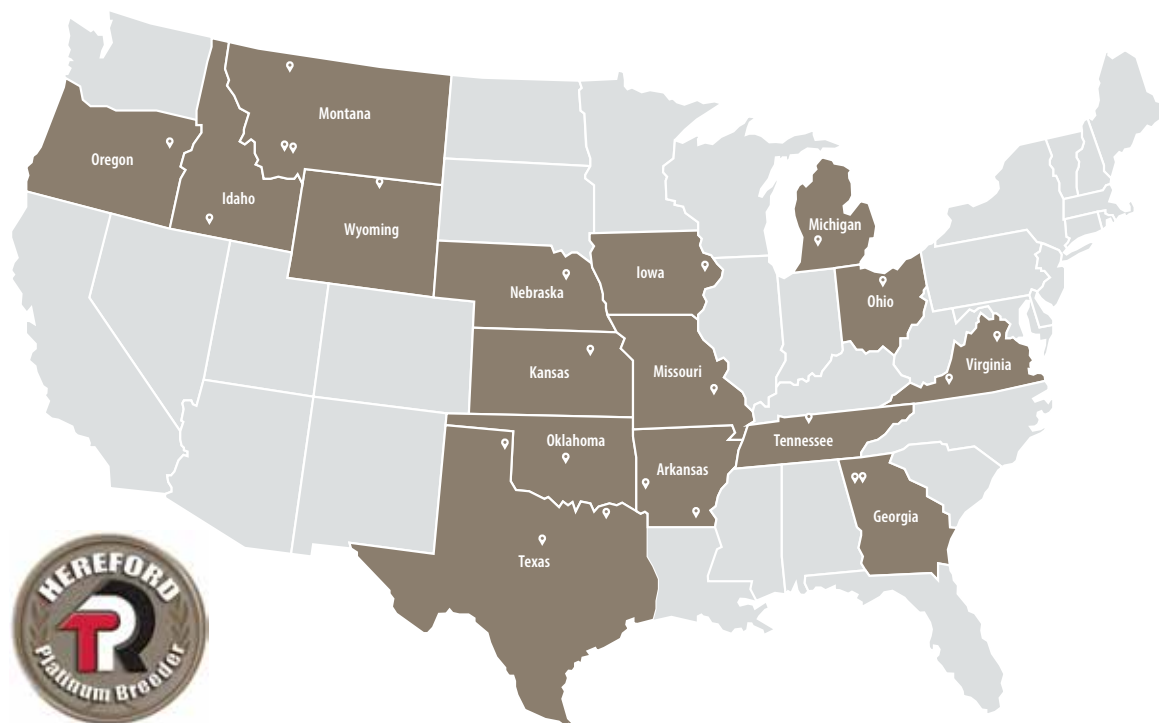 Montana
Oregon
Idaho
Wyoming
Michigan
Iowa
Nebraska
Ohio
Virginia
Kansas
Missouri
Oklahoma
Tennessee
Arkansas
Georgia
Texas
HEREFORD
TPR
Platinum Breeder